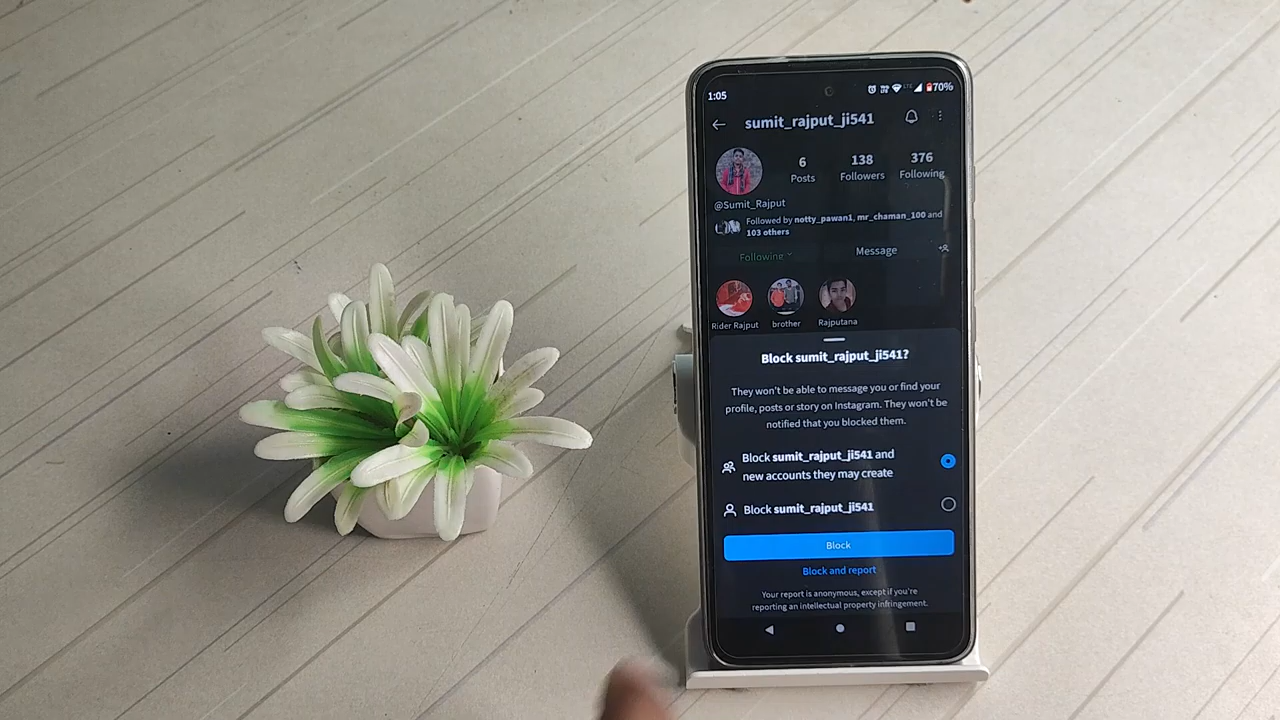 1:05
70%
sumit_rajput_ji541
6 138 376
Posts Followers Following
@Sumit_Rajput
Followed by notty_pawan1, mr_chaman_100 and
103 others
Following Message
Rider Rajput brother Rajputana
Block sumit_rajput_ji541?
They won't be able to message you or find your
profile, posts or story on Instagram. They won't be
notified that you blocked them.
Block sumit_rajput_ji541 and
new accounts they may create
Block sumit_rajput_ji541
Block
Block and report
Your report is anonymous, except if you're
reporting an intellectual property infringement.